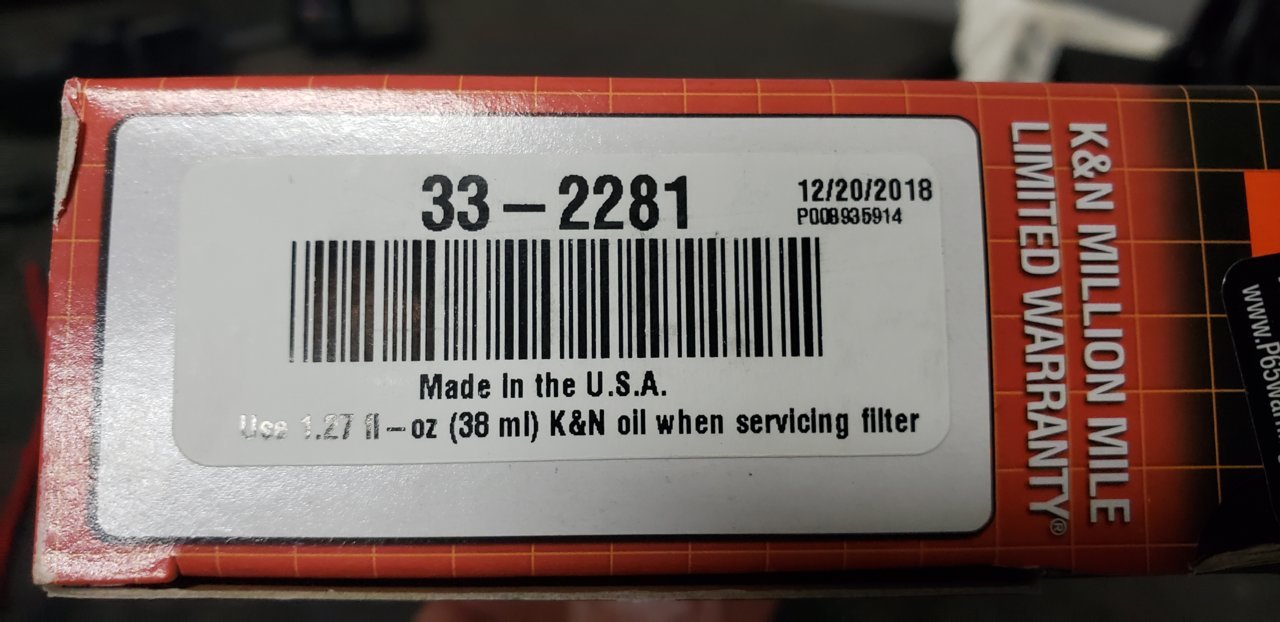 33-2281
12/20/2018
P008935914
Made in the U.S.A.
Use 1.27 fl-oz (38 ml) K&N oil when servicing filter
K&N MILLION MILE
LIMITED WARRANTY®